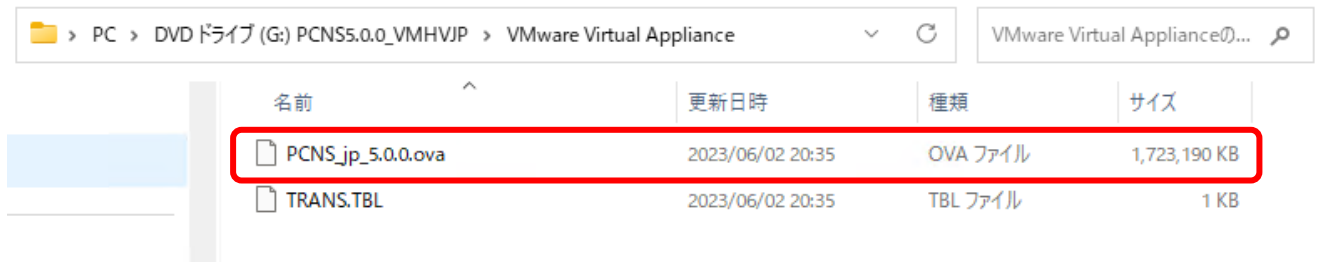 PC › DVD ドライブ (G:) PCNS5.0.0_VMHVJP › VMware Virtual Appliance VMware Virtual Applianceの...
名前 更新日時 種類 サイズ
PCNS_jp_5.0.0.ova 2023/06/02 20:35 OVA ファイル 1,723,190 KB
TRANS.TBL 2023/06/02 20:35 TBL ファイル 1 KB